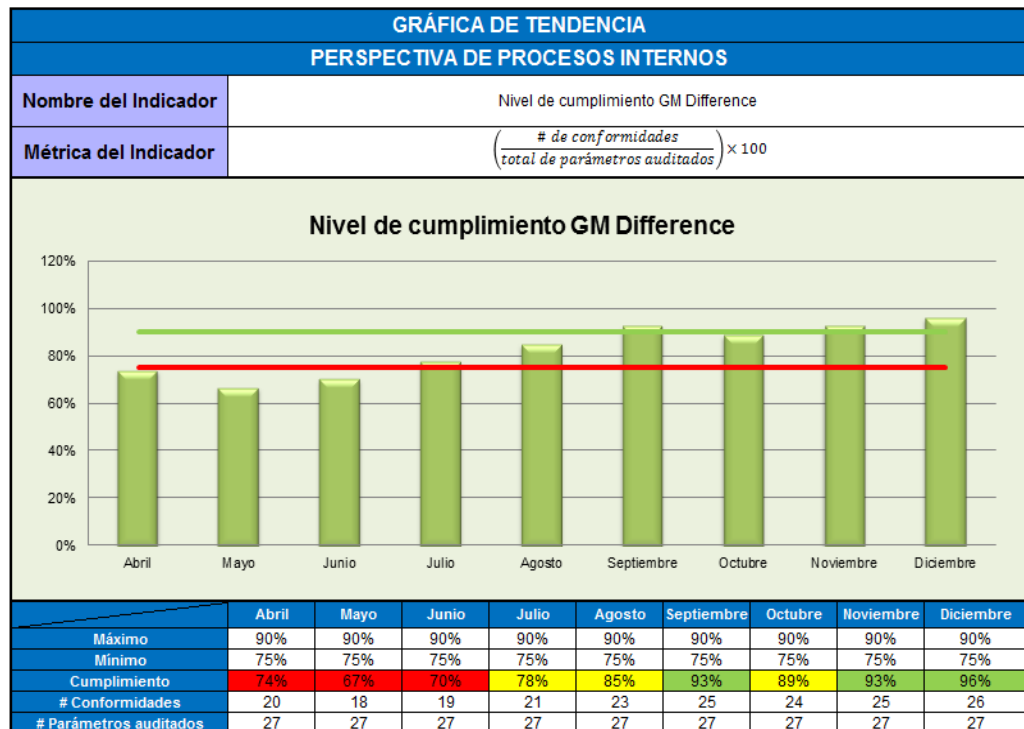 GRÁFICA DE TENDENCIA
PERSPECTIVA DE PROCESOS INTERNOS
Nombre del Indicador Nivel de cumplimiento GM Difference
Métrica del Indicador (# de conformidades / total de parámetros auditados) × 100
Nivel de cumplimiento GM Difference
120%
100%
80%
60%
40%
20%
0%
Abril Mayo Junio Julio Agosto Septiembre Octubre Noviembre Diciembre
Abril Mayo Junio Julio Agosto Septiembre Octubre Noviembre Diciembre
Máximo 90% 90% 90% 90% 90% 90% 90% 90% 90%
Mínimo 75% 75% 75% 75% 75% 75% 75% 75% 75%
Cumplimiento 74% 67% 70% 78% 85% 93% 89% 93% 96%
# Conformidades 20 18 19 21 23 25 24 25 26
# Parámetros auditados 27 27 27 27 27 27 27 27 27